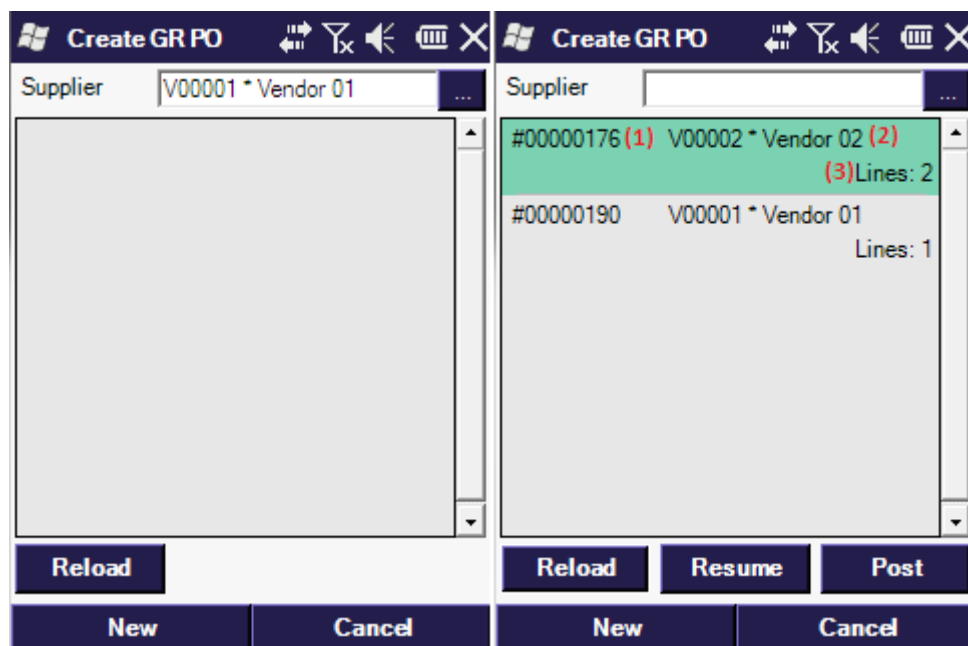 Create GR PO
Supplier V00001 * Vendor 01 ...
Reload
New Cancel
Create GR PO
Supplier ...
#00000176 (1) V00002 * Vendor 02 (2)
(3)Lines: 2
#00000190 V00001 * Vendor 01
Lines: 1
Reload Resume Post
New Cancel